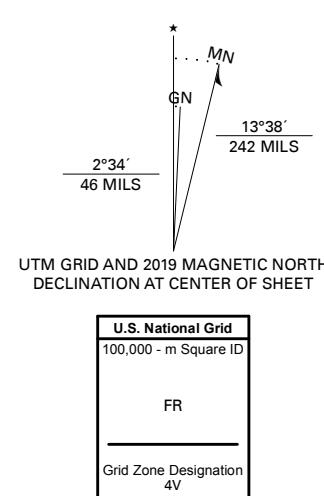 ★
MN
GN
13°38´
242 MILS
2°34´
46 MILS
UTM GRID AND 2019 MAGNETIC NORTH
DECLINATION AT CENTER OF SHEET
U.S. National Grid
100,000 - m Square ID
FR
Grid Zone Designation
4V